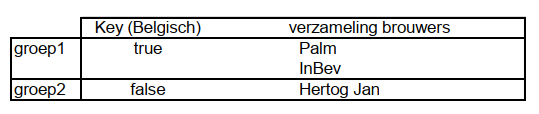 Key (Belgisch) verzameling brouwers
groep1 true Palm
InBev
groep2 false Hertog Jan